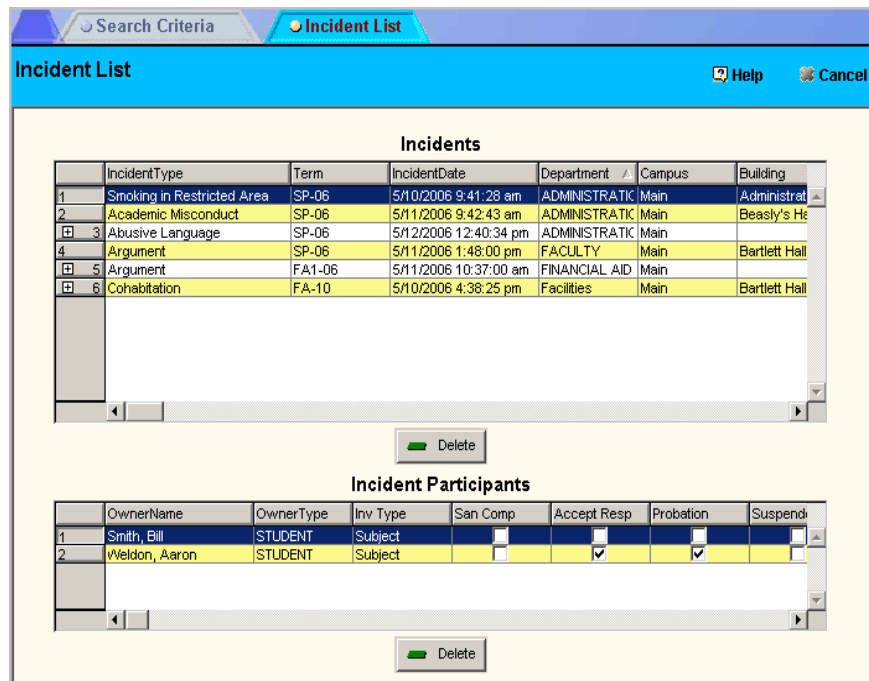 Search Criteria Incident List
Incident List Help Cancel
Incidents
IncidentType Term IncidentDate Department Campus Building
1 Smoking in Restricted Area SP-06 5/10/2006 9:41:28 am ADMINISTRATIC Main Administrat
2 Academic Misconduct SP-06 5/11/2006 9:42:43 am ADMINISTRATIC Main Beasly's Ha
3 Abusive Language SP-06 5/12/2006 12:40:34 pm ADMINISTRATIC Main
4 Argument SP-06 5/11/2006 1:48:00 pm FACULTY Main Bartlett Hall
5 Argument FA1-06 5/11/2006 10:37:00 am FINANCIAL AID Main
6 Cohabitation FA-10 5/10/2006 4:38:25 pm Facilities Main Bartlett Hall
Delete
Incident Participants
OwnerName OwnerType Inv Type San Comp Accept Resp Probation Suspend
1 Smith, Bill STUDENT Subject
2 Weldon, Aaron STUDENT Subject
Delete